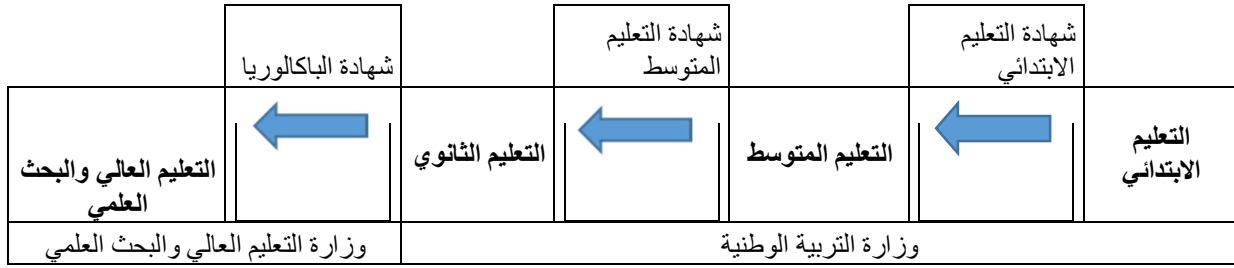 شهادة التعليم
الابتدائي
شهادة التعليم
المتوسط
شهادة الباكالوريا
التعليم
الابتدائي
التعليم المتوسط
التعليم الثانوي
التعليم العالي والبحث
العلمي
وزارة التربية الوطنية
وزارة التعليم العالي والبحث العلمي